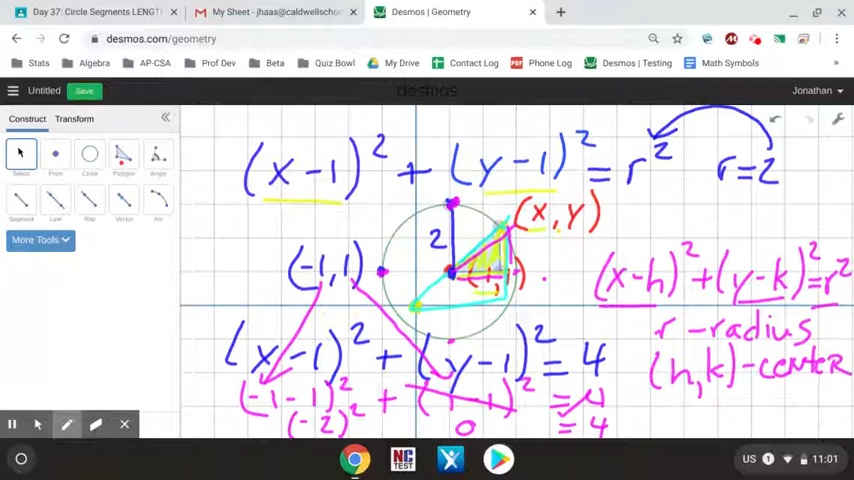 Day 37: Circle Segments LENGT
My Sheet - jhaas@caldwellschoo
Desmos | Geometry
desmos.com/geometry
Stats
Algebra
AP-CSA
Prof Dev
Beta
Quiz Bowl
My Drive
Contact Log
Phone Log
Desmos | Testing
Math Symbols
Untitled
Save
desmos
Jonathan
Construct
Transform
Select
Point
Circle
Polygon
Angle
Segment
Line
Ray
Vector
Arc
More Tools
(x-1)² + (y-1)² = r² r=2
(x,y)
2
(-1,1)
(x-h)²+(y-k)²=r²
r-radius
(h,k)-center
(x-1)² + (y-1)² = 4
(-1-1)² + (1-1)² = 4
(-2)² 0 = 4
NC
TEST
US 1 11:01